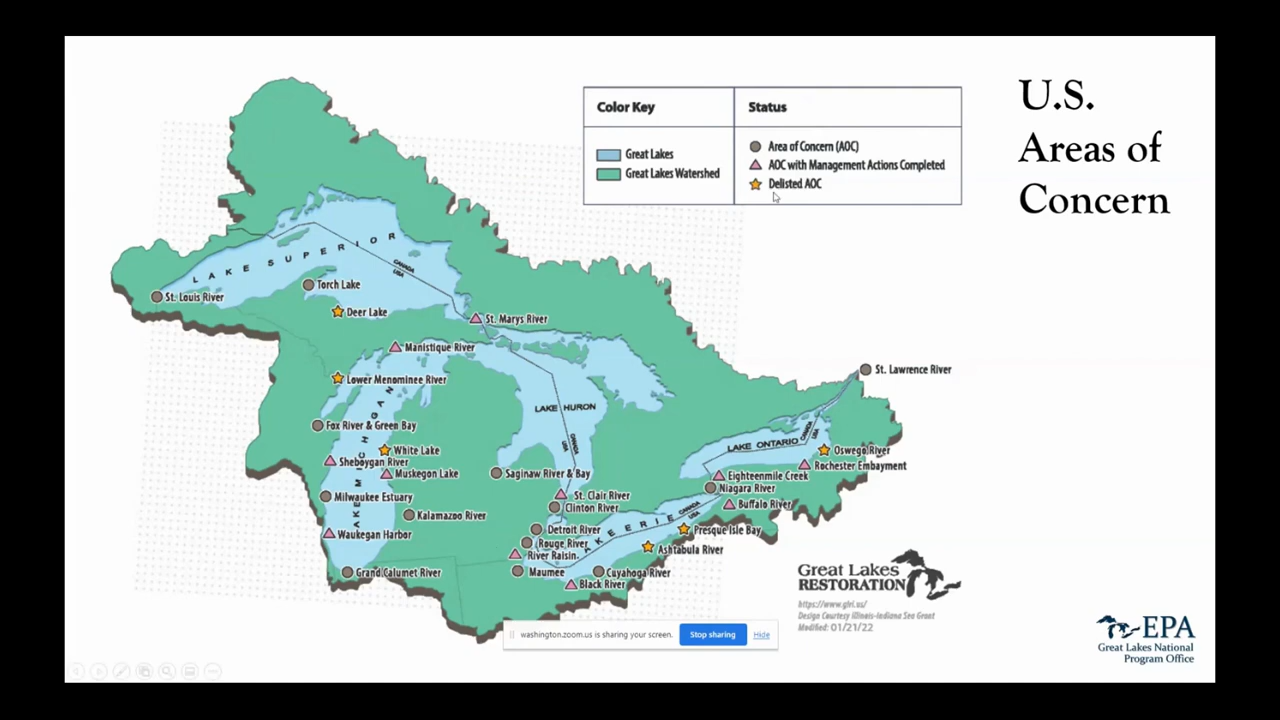 U.S.
Areas of
Concern
Color Key
Status
Great Lakes
Great Lakes Watershed
Area of Concern (AOC)
AOC with Management Actions Completed
Delisted AOC
LAKE SUPERIOR
CANADA
USA
St. Louis River
Torch Lake
Deer Lake
St. Marys River
Manistique River
Lower Menominee River
LAKE MICHIGAN
Fox River & Green Bay
White Lake
Sheboygan River
Muskegon Lake
Milwaukee Estuary
Kalamazoo River
Waukegan Harbor
Grand Calumet River
LAKE HURON
CANADA
USA
Saginaw River & Bay
St. Clair River
Clinton River
Detroit River
Rouge River
River Raisin
Maumee
Black River
Cuyahoga River
LAKE ERIE
CANADA
USA
Ashtabula River
Presque Isle Bay
Buffalo River
Niagara River
Eighteenmile Creek
Rochester Embayment
Oswego River
LAKE ONTARIO
CANADA
USA
St. Lawrence River
Great Lakes
RESTORATION
https://www.glri.us/
Design Courtesy Illinois-Indiana Sea Grant
Modified: 01/21/22
EPA
Great Lakes National
Program Office
washington.zoom.us is sharing your screen.
Stop sharing
Hide